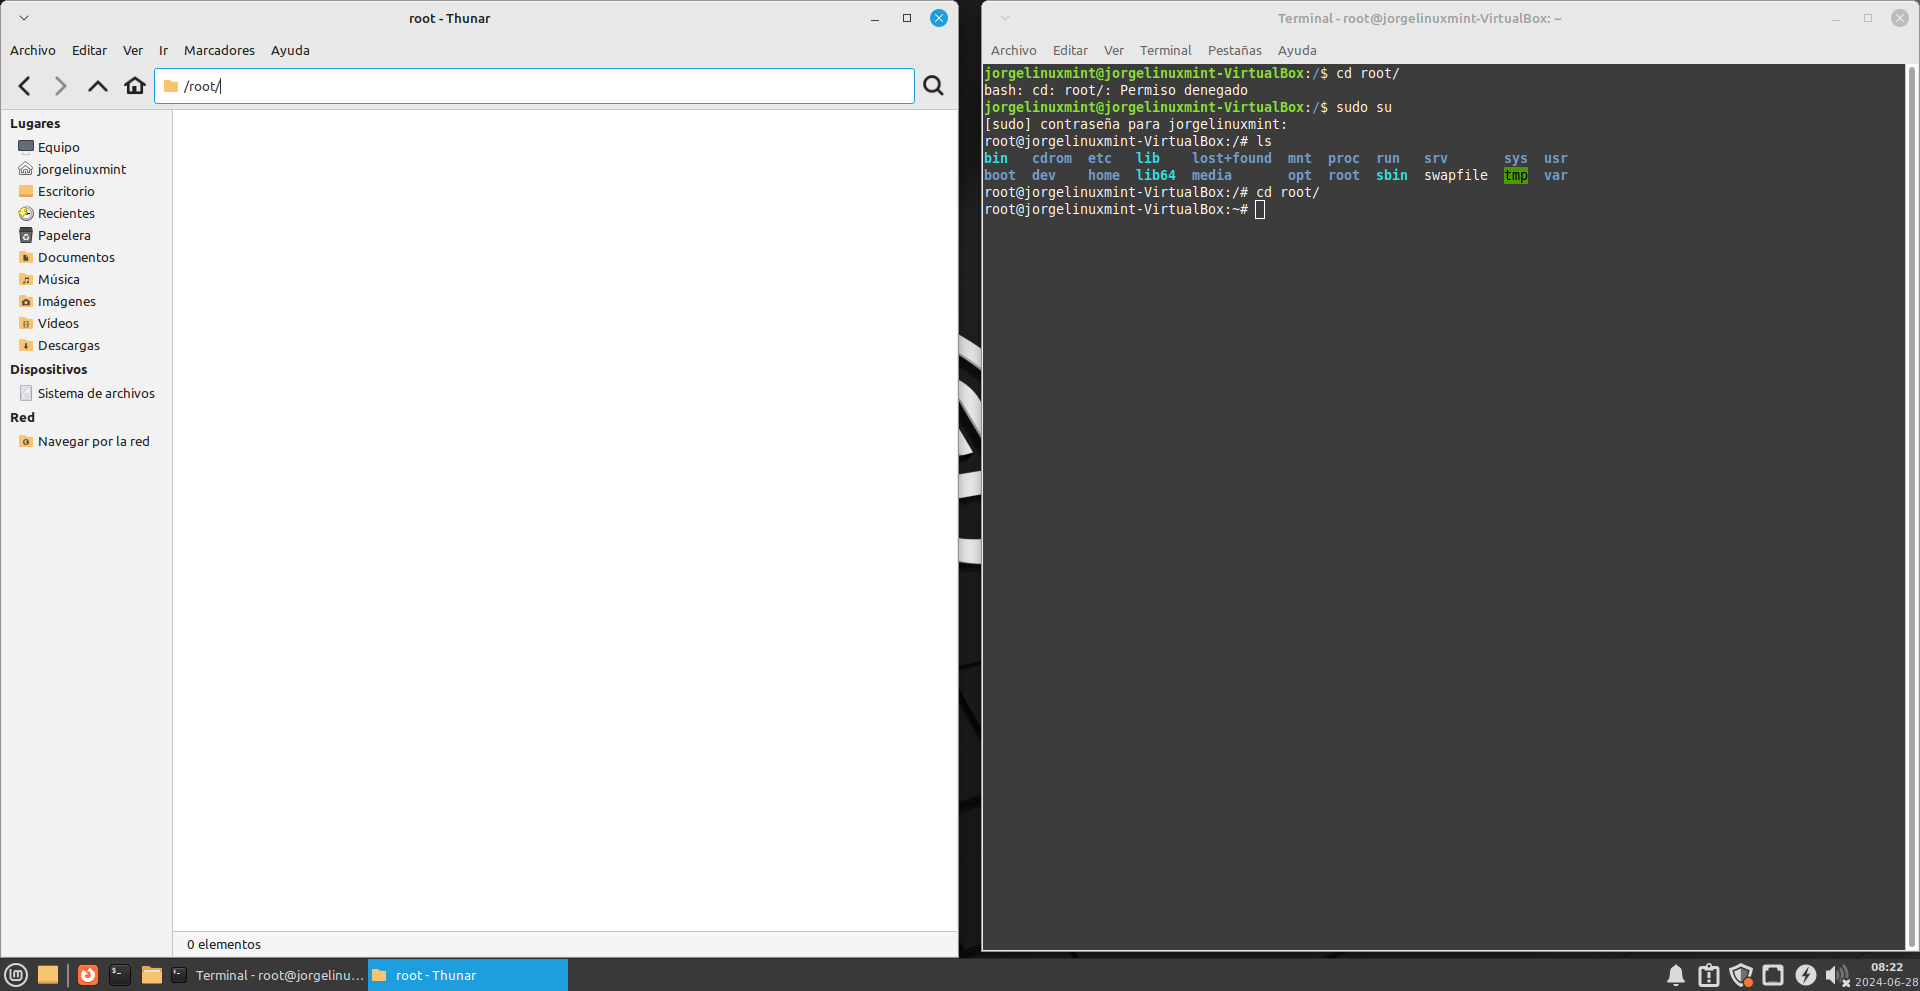 root - Thunar
Archivo Editar Ver Ir Marcadores Ayuda
/root/
Lugares
Equipo
jorgelinuxmint
Escritorio
Recientes
Papelera
Documentos
Música
Imágenes
Vídeos
Descargas
Dispositivos
Sistema de archivos
Red
Navegar por la red
0 elementos
Terminal - root@jorgelinuxmint-VirtualBox: ~
Archivo Editar Ver Terminal Pestañas Ayuda
jorgelinuxmint@jorgelinuxmint-VirtualBox:/$ cd root/
bash: cd: root/: Permiso denegado
jorgelinuxmint@jorgelinuxmint-VirtualBox:/$ sudo su
[sudo] contraseña para jorgelinuxmint:
root@jorgelinuxmint-VirtualBox:/# ls
bin cdrom etc lib lost+found mnt proc run srv sys usr
boot dev home lib64 media opt root sbin swapfile tmp var
root@jorgelinuxmint-VirtualBox:/# cd root/
root@jorgelinuxmint-VirtualBox:~#
Terminal - root@jorgelinu...
root - Thunar
08:22
2024-06-28